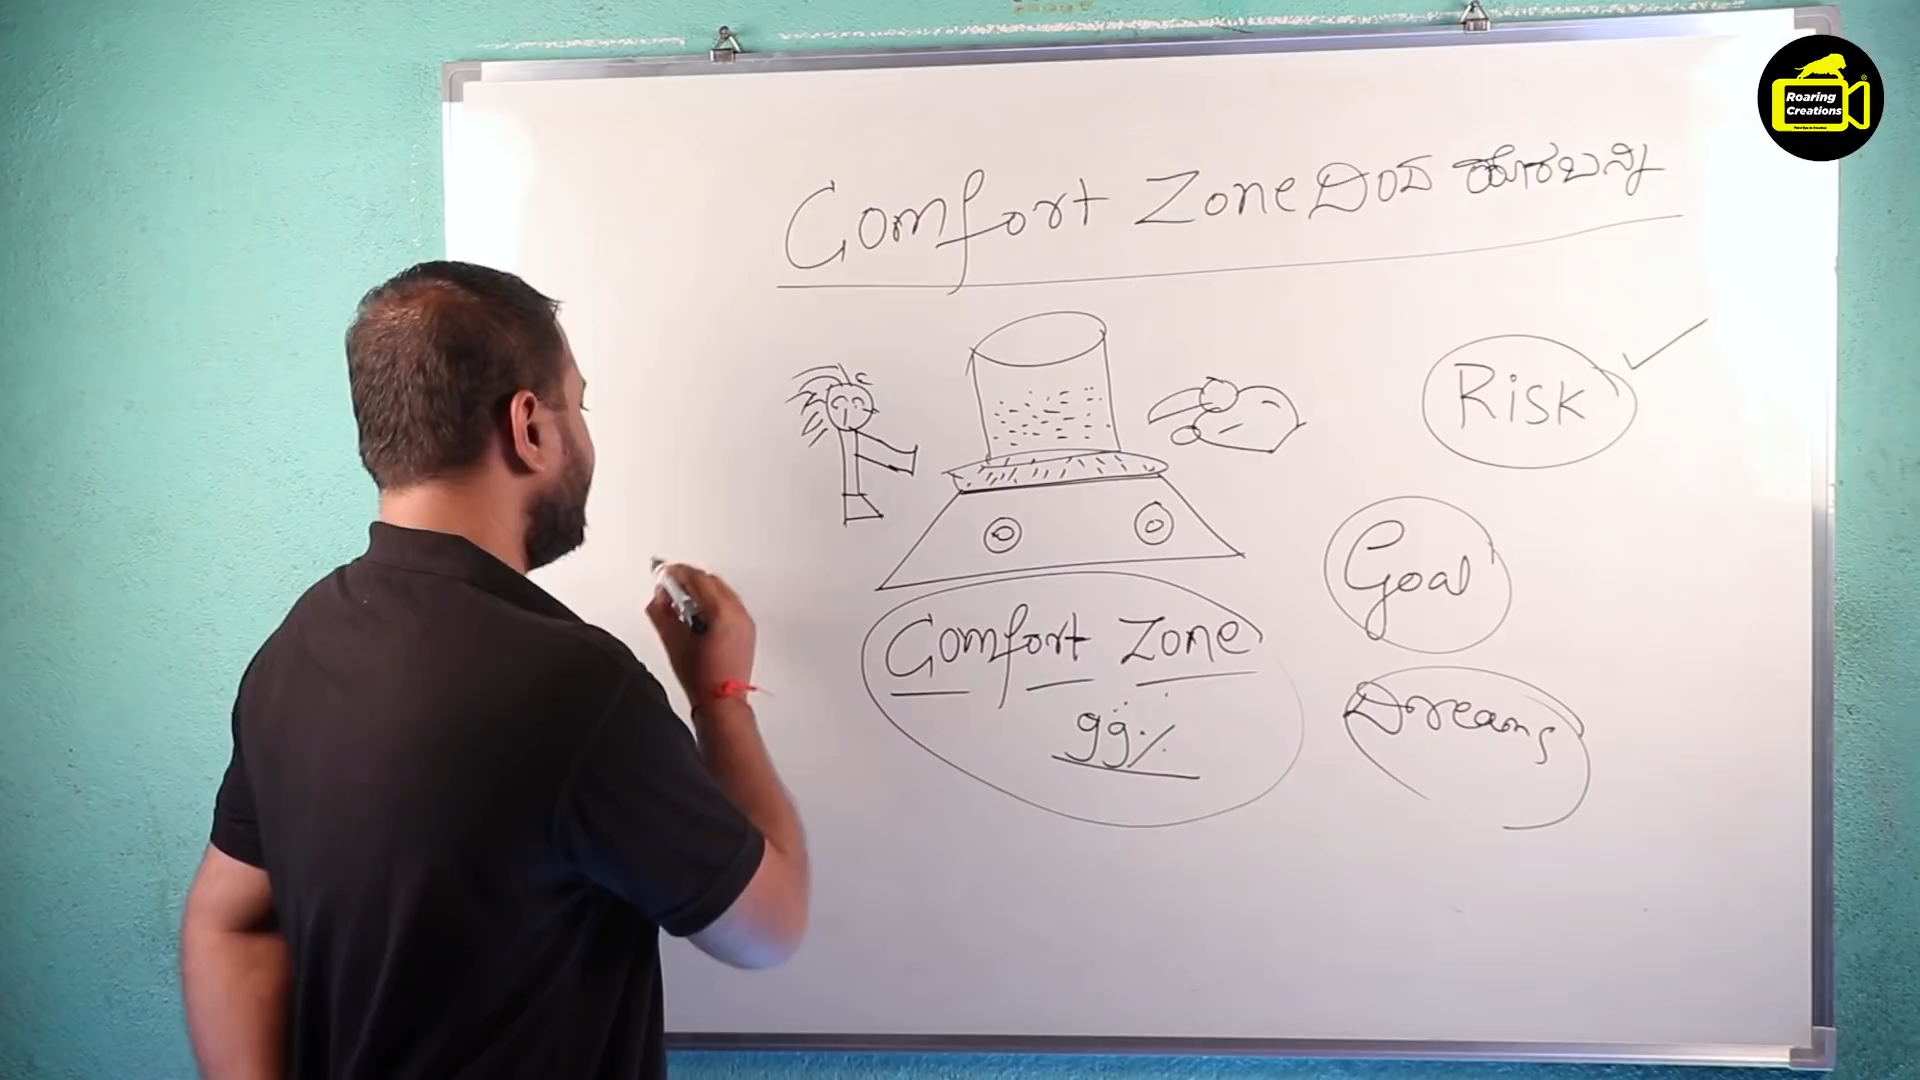 Roaring
Creations
Comfort Zone ದಿಂದ ಹೊರಬನ್ನಿ
Risk
Goal
Comfort Zone
Dreams
99%